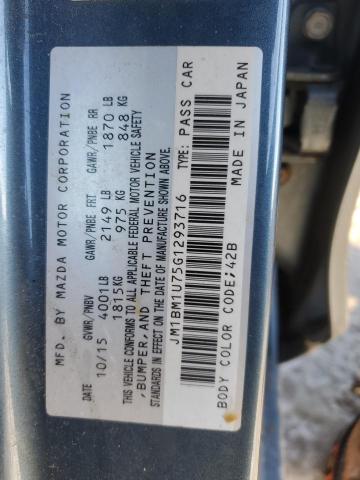 MFD. BY MAZDA MOTOR CORPORATION
DATE GVWR/PNBV GAWR/PNBE FRT GAWR/PNBE RR
10/15 4001LB 2149 LB 1870 LB
1815KG 975 KG 848 KG
THIS VEHICLE CONFORMS TO ALL APPLICABLE FEDERAL MOTOR VEHICLE SAFETY
,BUMPER,AND THEFT PREVENTION
STANDARDS IN EFFECT ON THE DATE OF MANUFACTURE SHOWN ABOVE.
JM1BM1U75G1293716 TYPE: PASS CAR
BODY COLOR CODE;42B MADE IN JAPAN